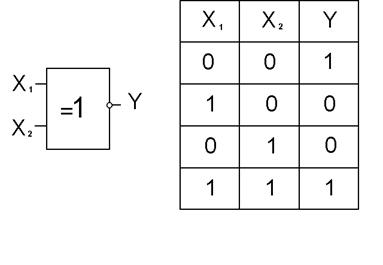 X₁
X₂
=1
Y
X₁ X₂ Y
0 0 1
1 0 0
0 1 0
1 1 1